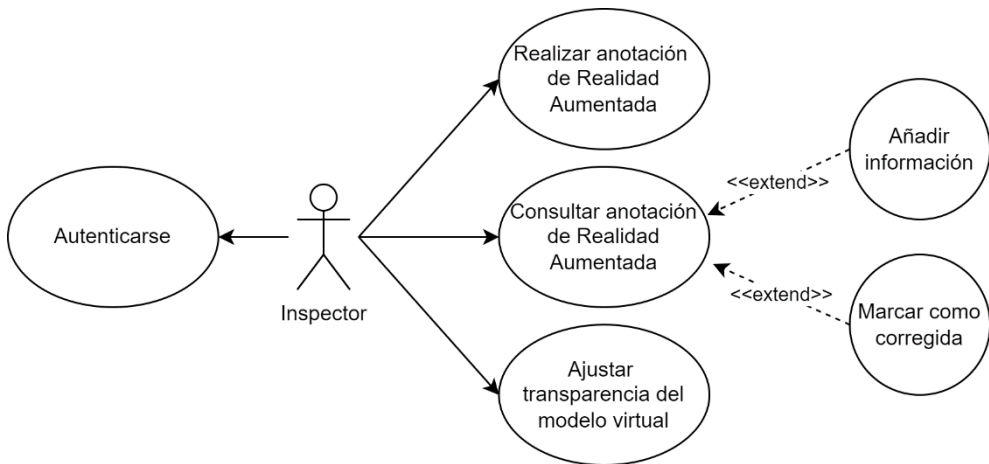 Realizar anotación
de Realidad
Aumentada
Añadir
información
<<extend>>
Autenticarse
Inspector
Consultar anotación
de Realidad
Aumentada
<<extend>>
Marcar como
corregida
Ajustar
transparencia del
modelo virtual